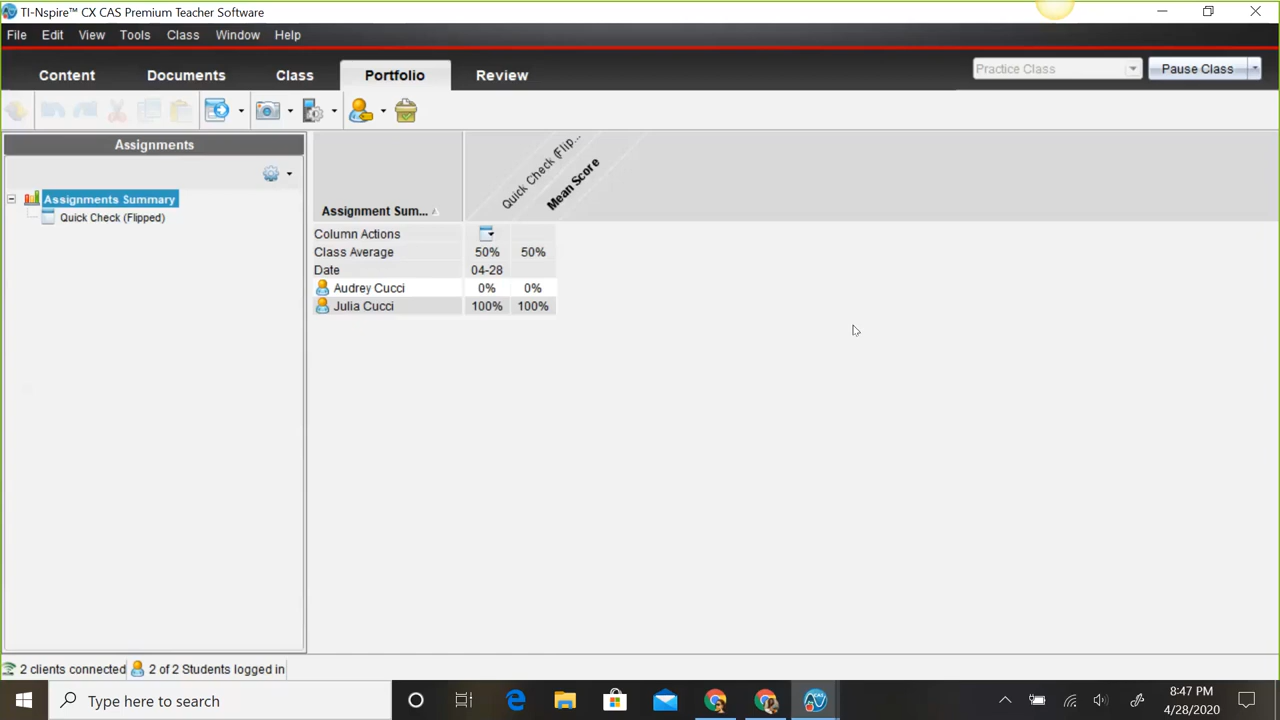 TI-Nspire™ CX CAS Premium Teacher Software
File Edit View Tools Class Window Help
Content Documents Class Portfolio Review Practice Class Pause Class
Assignments
Assignments Summary
Quick Check (Flipped)
Quick Check (Flip...
Mean Score
Assignment Sum...
Column Actions
Class Average 50% 50%
Date 04-28
Audrey Cucci 0% 0%
Julia Cucci 100% 100%
2 clients connected 2 of 2 Students logged in
Type here to search
8:47 PM
4/28/2020